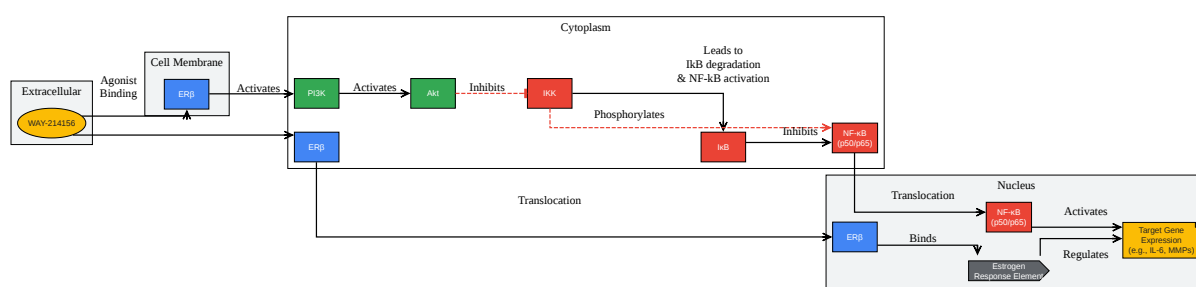 Cytoplasm
Leads to
IkB degradation
& NF-kB activation
Cell Membrane
Extracellular
Agonist
Binding
ERβ
Activates
PI3K
Activates
Akt
Inhibits
IKK
WAY-214156
Phosphorylates
ERβ
IκB
Inhibits
NF-κB
(p50/p65)
Translocation
Nucleus
Translocation
NF-κB
(p50/p65)
Activates
ERβ
Binds
Target Gene
Expression
(e.g., IL-6, MMPs)
Regulates
Estrogen
Response Element